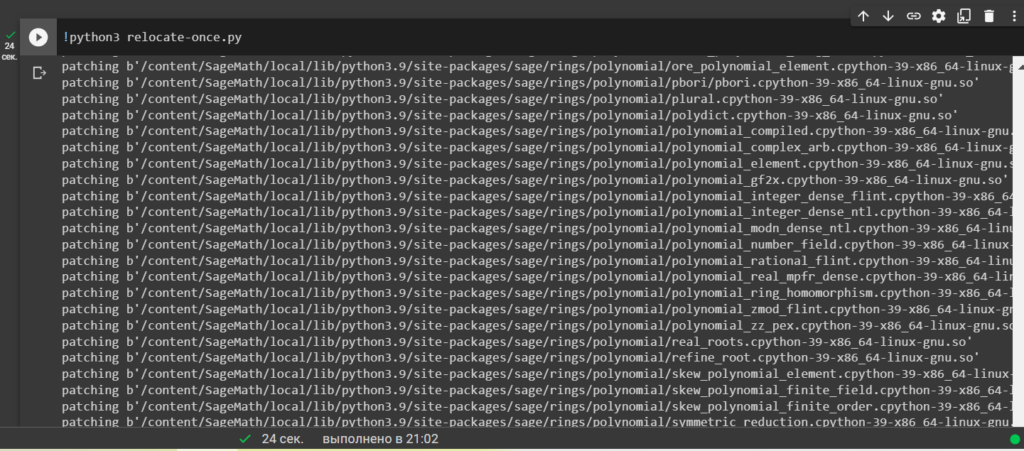 24
сек.
!python3 relocate-once.py
patching b'/content/SageMath/local/lib/python3.9/site-packages/sage/rings/polynomial/ore_polynomial_element.cpython-39-x86_64-linux-g
patching b'/content/SageMath/local/lib/python3.9/site-packages/sage/rings/polynomial/pbori/pbori.cpython-39-x86_64-linux-gnu.so'
patching b'/content/SageMath/local/lib/python3.9/site-packages/sage/rings/polynomial/plural.cpython-39-x86_64-linux-gnu.so'
patching b'/content/SageMath/local/lib/python3.9/site-packages/sage/rings/polynomial/polydict.cpython-39-x86_64-linux-gnu.so'
patching b'/content/SageMath/local/lib/python3.9/site-packages/sage/rings/polynomial/polynomial_compiled.cpython-39-x86_64-linux-gnu.
patching b'/content/SageMath/local/lib/python3.9/site-packages/sage/rings/polynomial/polynomial_complex_arb.cpython-39-x86_64-linux-g
patching b'/content/SageMath/local/lib/python3.9/site-packages/sage/rings/polynomial/polynomial_element.cpython-39-x86_64-linux-gnu.s
patching b'/content/SageMath/local/lib/python3.9/site-packages/sage/rings/polynomial/polynomial_gf2x.cpython-39-x86_64-linux-gnu.so'
patching b'/content/SageMath/local/lib/python3.9/site-packages/sage/rings/polynomial/polynomial_integer_dense_flint.cpython-39-x86_64
patching b'/content/SageMath/local/lib/python3.9/site-packages/sage/rings/polynomial/polynomial_integer_dense_ntl.cpython-39-x86_64-l
patching b'/content/SageMath/local/lib/python3.9/site-packages/sage/rings/polynomial/polynomial_modn_dense_ntl.cpython-39-x86_64-linu
patching b'/content/SageMath/local/lib/python3.9/site-packages/sage/rings/polynomial/polynomial_number_field.cpython-39-x86_64-linux-
patching b'/content/SageMath/local/lib/python3.9/site-packages/sage/rings/polynomial/polynomial_rational_flint.cpython-39-x86_64-linu
patching b'/content/SageMath/local/lib/python3.9/site-packages/sage/rings/polynomial/polynomial_real_mpfr_dense.cpython-39-x86_64-lin
patching b'/content/SageMath/local/lib/python3.9/site-packages/sage/rings/polynomial/polynomial_ring_homomorphism.cpython-39-x86_64-l
patching b'/content/SageMath/local/lib/python3.9/site-packages/sage/rings/polynomial/polynomial_zmod_flint.cpython-39-x86_64-linux-gn
patching b'/content/SageMath/local/lib/python3.9/site-packages/sage/rings/polynomial/polynomial_zz_pex.cpython-39-x86_64-linux-gnu.so
patching b'/content/SageMath/local/lib/python3.9/site-packages/sage/rings/polynomial/real_roots.cpython-39-x86_64-linux-gnu.so'
patching b'/content/SageMath/local/lib/python3.9/site-packages/sage/rings/polynomial/refine_root.cpython-39-x86_64-linux-gnu.so'
patching b'/content/SageMath/local/lib/python3.9/site-packages/sage/rings/polynomial/skew_polynomial_element.cpython-39-x86_64-linux-
patching b'/content/SageMath/local/lib/python3.9/site-packages/sage/rings/polynomial/skew_polynomial_finite_field.cpython-39-x86_64-l
patching b'/content/SageMath/local/lib/python3.9/site-packages/sage/rings/polynomial/skew_polynomial_finite_order.cpython-39-x86_64-l
patching b'/content/SageMath/local/lib/python3.9/site-packages/sage/rings/polynomial/symmetric_reduction.cpython-39-x86_64-linux-gnu.
24 сек. выполнено в 21:02